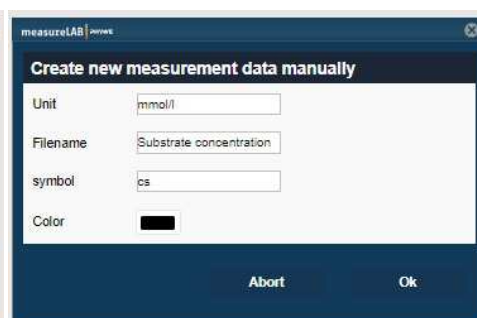 measureLAB
Create new measurement data manually
Unit mmol/l
Filename Substrate concentration
symbol cs
Color
Abort Ok